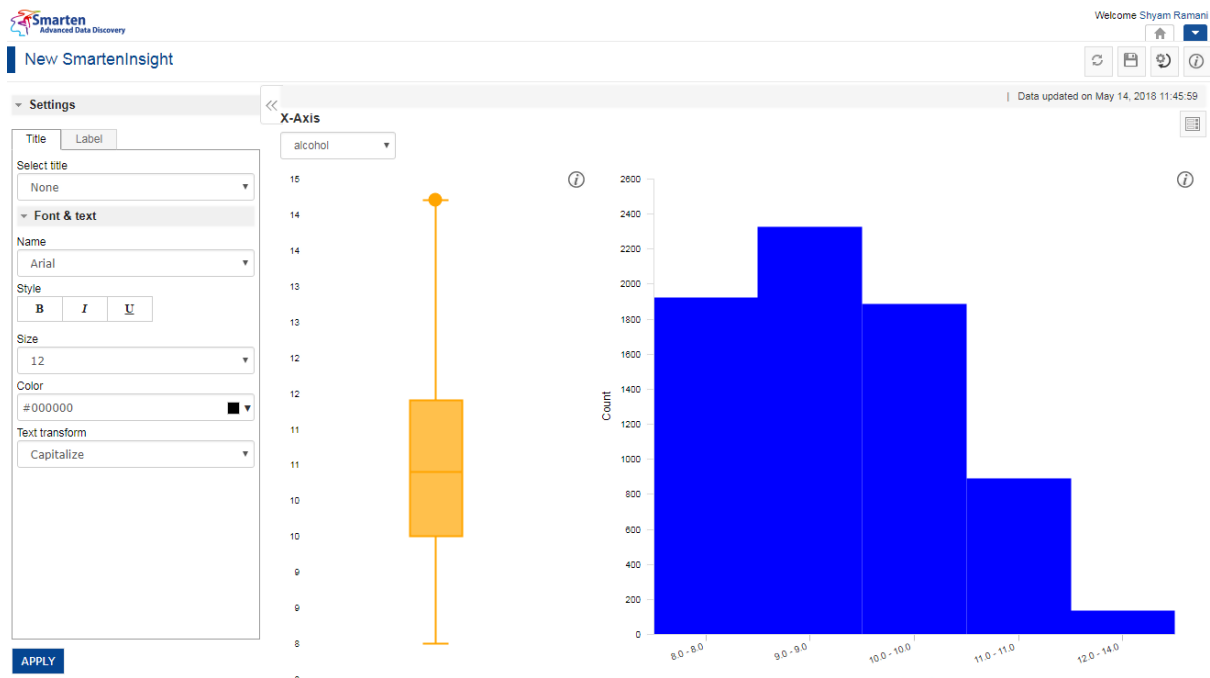 Smarten
Advanced Data Discovery
Welcome Shyam Ramani
New SmartenInsight
Settings
| Data updated on May 14, 2018 11:45:59
X-Axis
alcohol
Title Label
Select title
None
Font & text
Name
Arial
Style
B I U
Size
12
Color
#000000
Text transform
Capitalize
APPLY
15
14
14
13
13
12
12
11
11
10
10
9
9
8
2600
2400
2200
2000
1800
1600
1400
1200
1000
800
600
400
200
0
Count
8.0 - 8.0
9.0 - 9.0
10.0 - 10.0
11.0 - 11.0
12.0 - 14.0